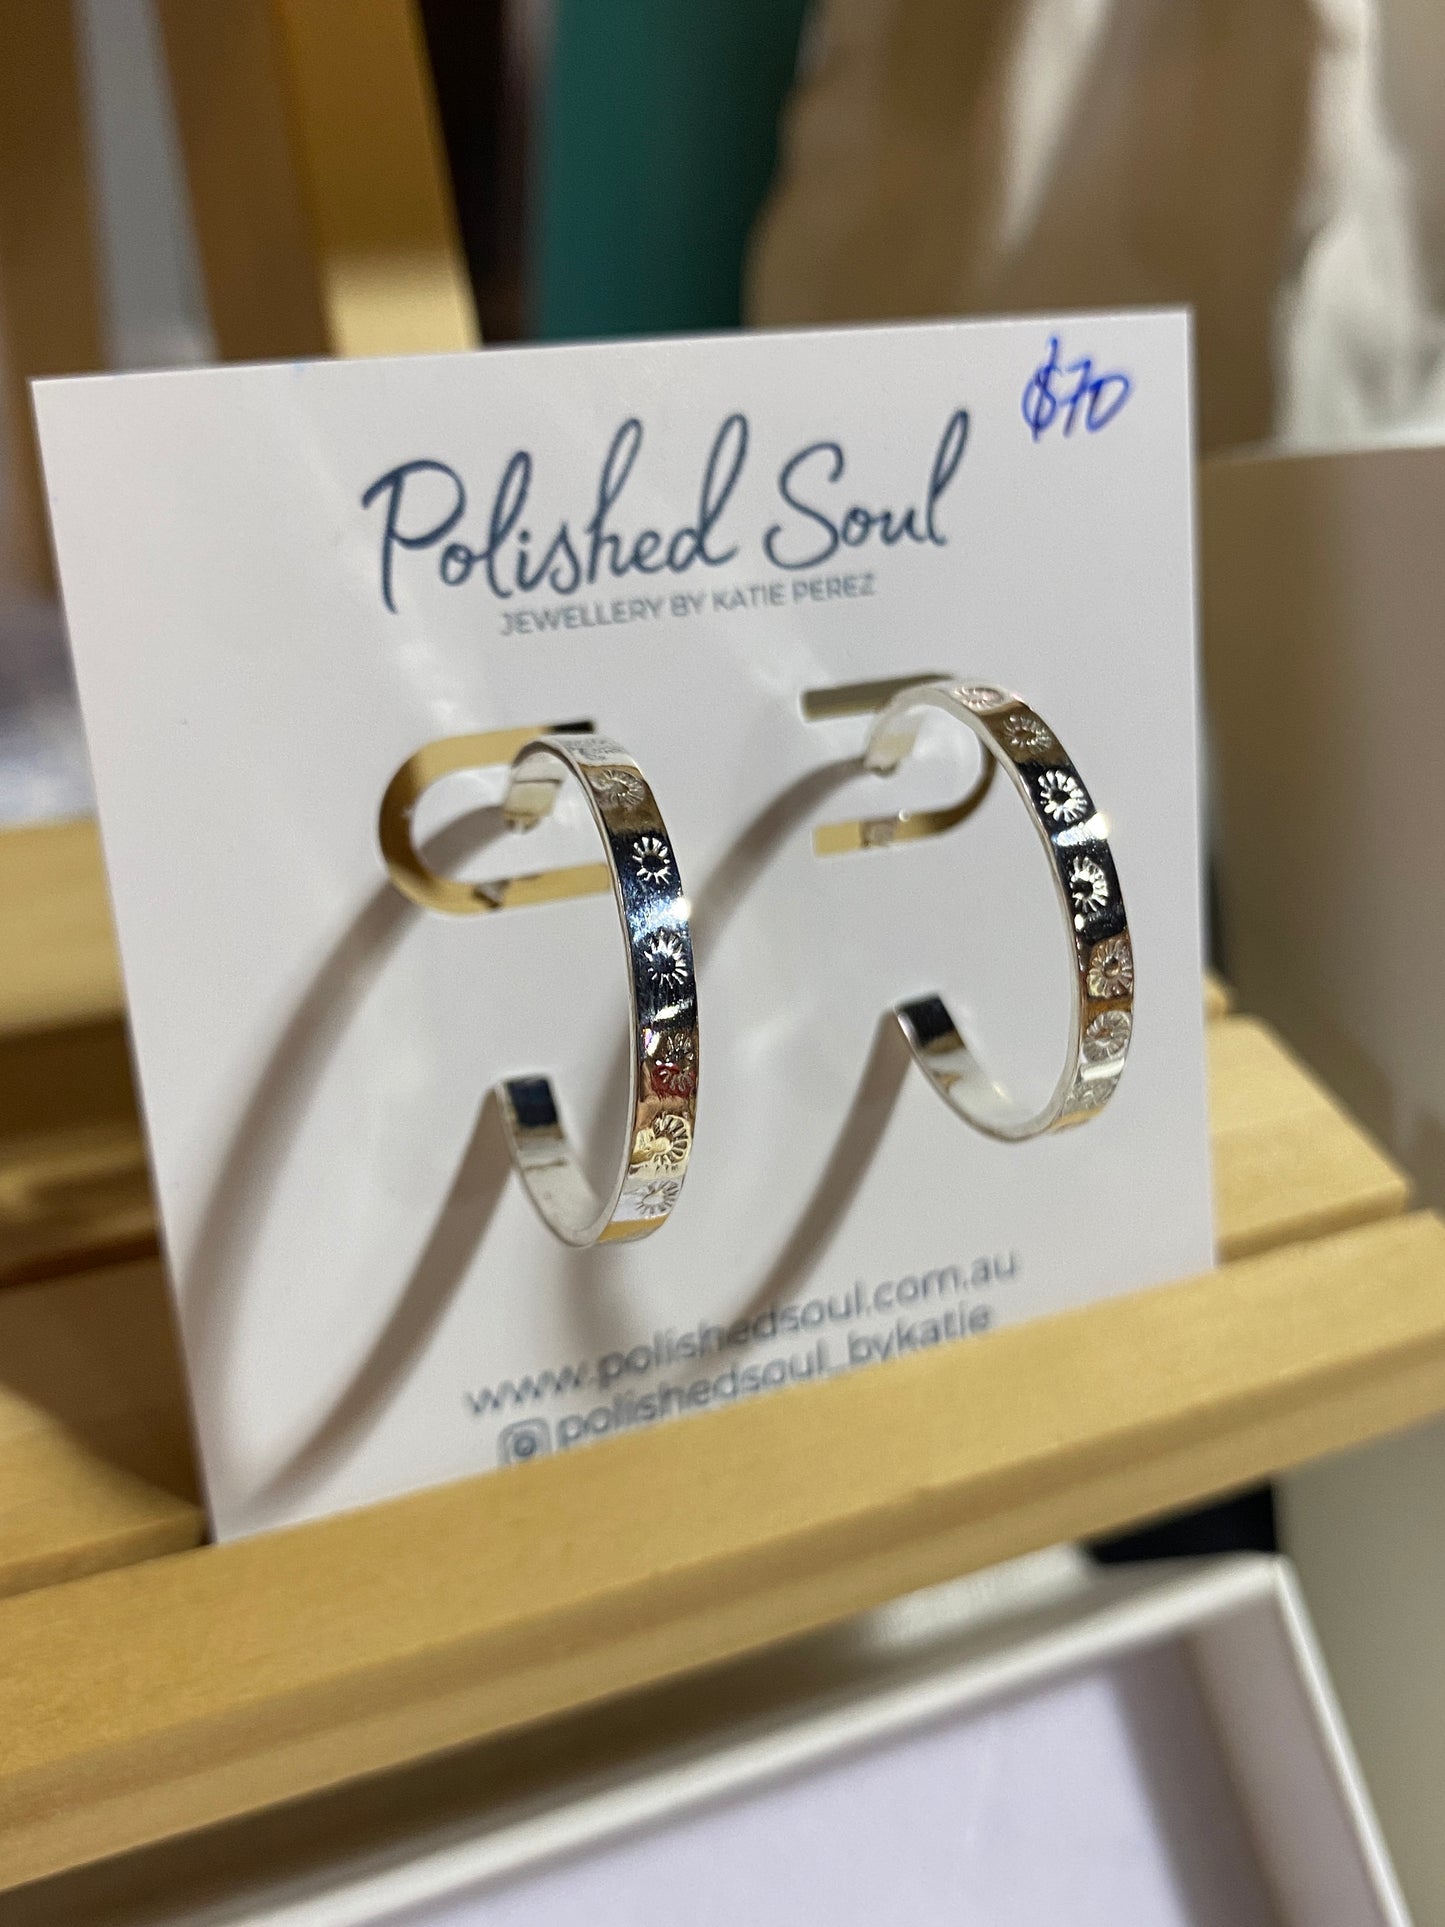 $70
Polished Soul
JEWELLERY BY KATIE PEREZ
www.polishedsoul.com.au
polishedsoul_bykatie